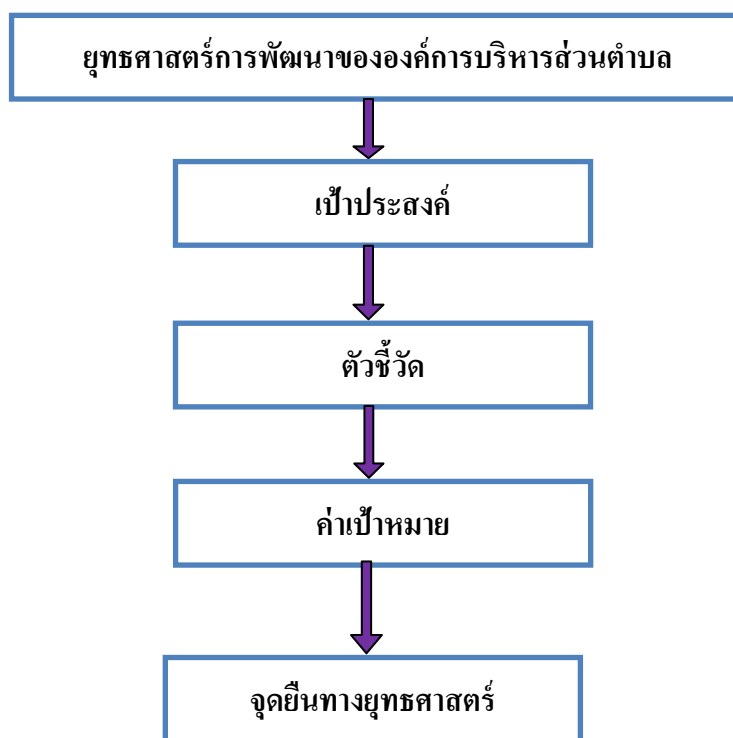 ยุทธศาสตร์การพัฒนาขององค์การบริหารส่วนตำบล
เป้าประสงค์
ตัวชี้วัด
ค่าเป้าหมาย
จุดยืนทางยุทธศาสตร์